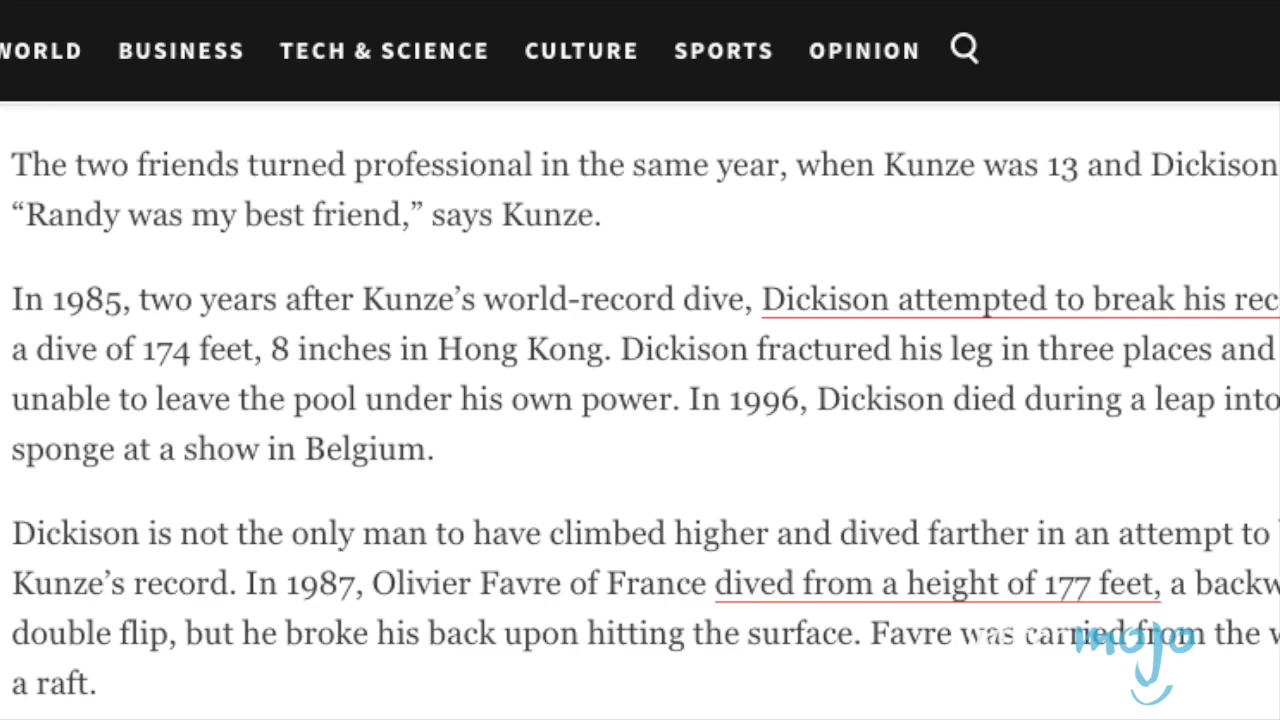 WORLD BUSINESS TECH & SCIENCE CULTURE SPORTS OPINION
The two friends turned professional in the same year, when Kunze was 13 and Dickison
“Randy was my best friend,” says Kunze.
In 1985, two years after Kunze’s world-record dive, Dickison attempted to break his rec
a dive of 174 feet, 8 inches in Hong Kong. Dickison fractured his leg in three places and
unable to leave the pool under his own power. In 1996, Dickison died during a leap into
sponge at a show in Belgium.
Dickison is not the only man to have climbed higher and dived farther in an attempt to
Kunze’s record. In 1987, Olivier Favre of France dived from a height of 177 feet, a backw
double flip, but he broke his back upon hitting the surface. Favre was carried from the w
a raft.
mojo